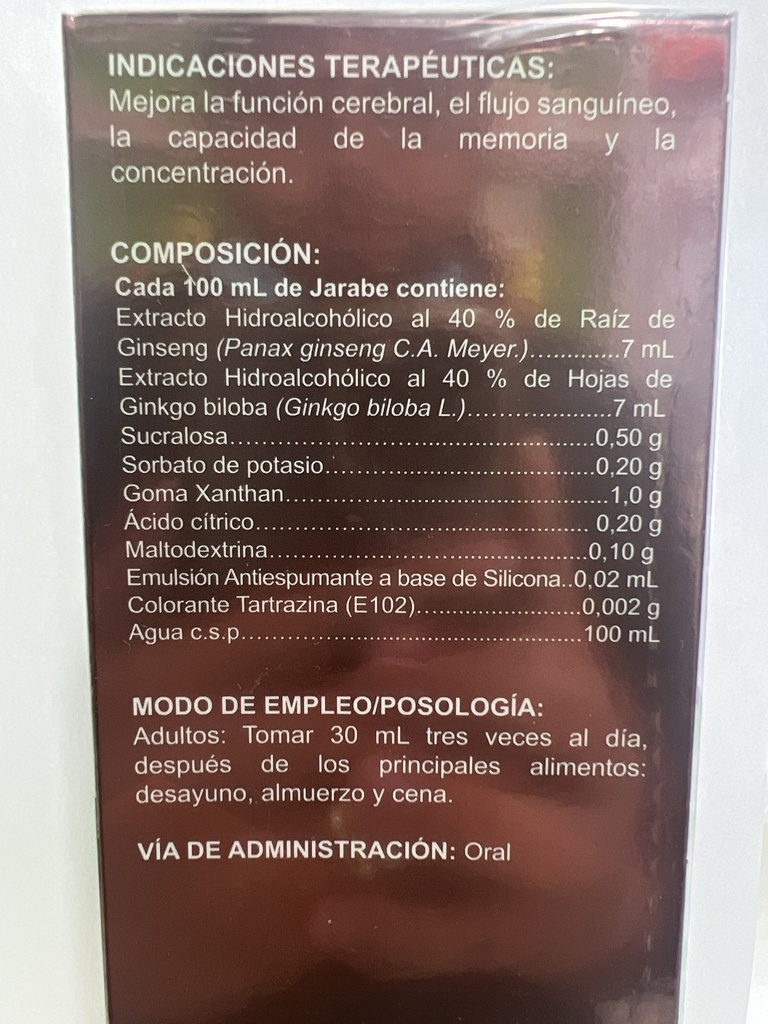 INDICACIONES TERAPÉUTICAS:
Mejora la función cerebral, el flujo sanguíneo,
la capacidad de la memoria y la
concentración.
COMPOSICIÓN:
Cada 100 mL de Jarabe contiene:
Extracto Hidroalcohólico al 40 % de Raíz de
Ginseng (Panax ginseng C.A. Meyer.)..............7 mL
Extracto Hidroalcohólico al 40 % de Hojas de
Ginkgo biloba (Ginkgo biloba L.)......................7 mL
Sucralosa.......................................................0,50 g
Sorbato de potasio.........................................0,20 g
Goma Xanthan.................................................1,0 g
Ácido cítrico................................................... 0,20 g
Maltodextrina.................................................0,10 g
Emulsión Antiespumante a base de Silicona..0,02 mL
Colorante Tartrazina (E102)..........................0,002 g
Agua c.s.p....................................................100 mL
MODO DE EMPLEO/POSOLOGÍA:
Adultos: Tomar 30 mL tres veces al día,
después de los principales alimentos:
desayuno, almuerzo y cena.
VÍA DE ADMINISTRACIÓN: Oral